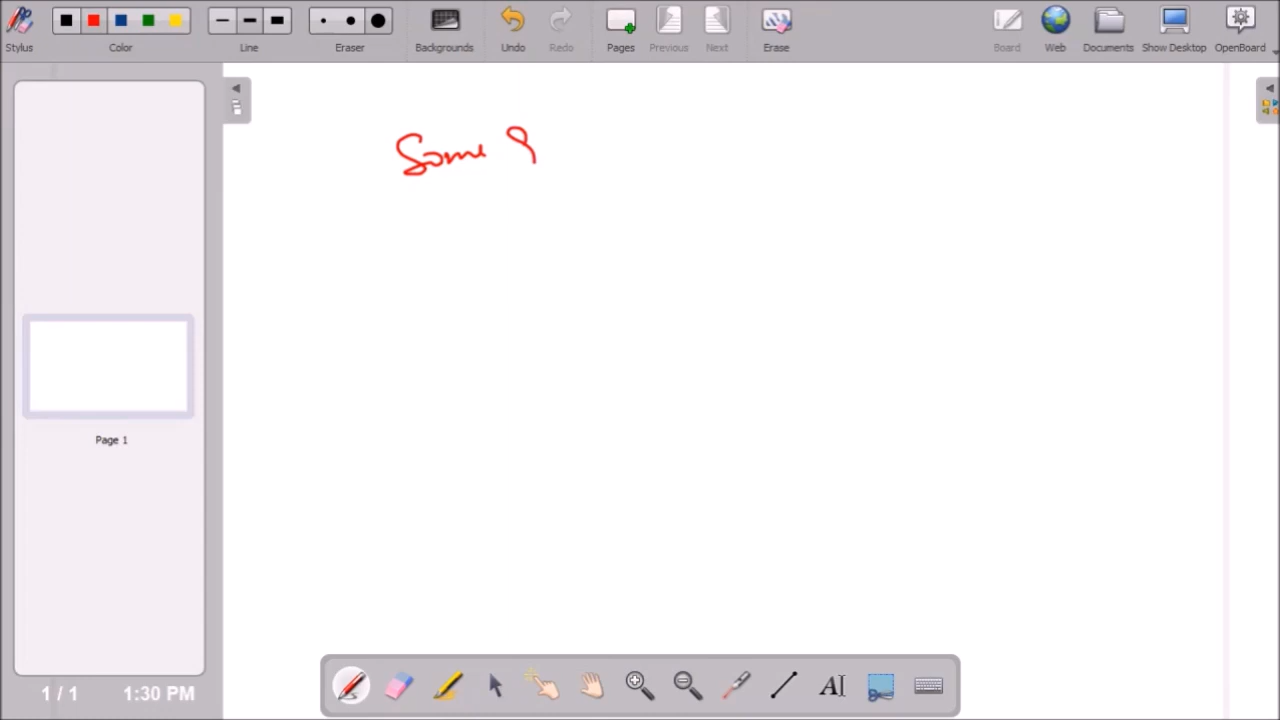 Stylus
Color
Line
Eraser
Backgrounds
Undo
Redo
Pages
Previous
Next
Erase
Board
Web
Documents
Show Desktop
OpenBoard
Some
Page 1
1 / 1 1:30 PM
AI